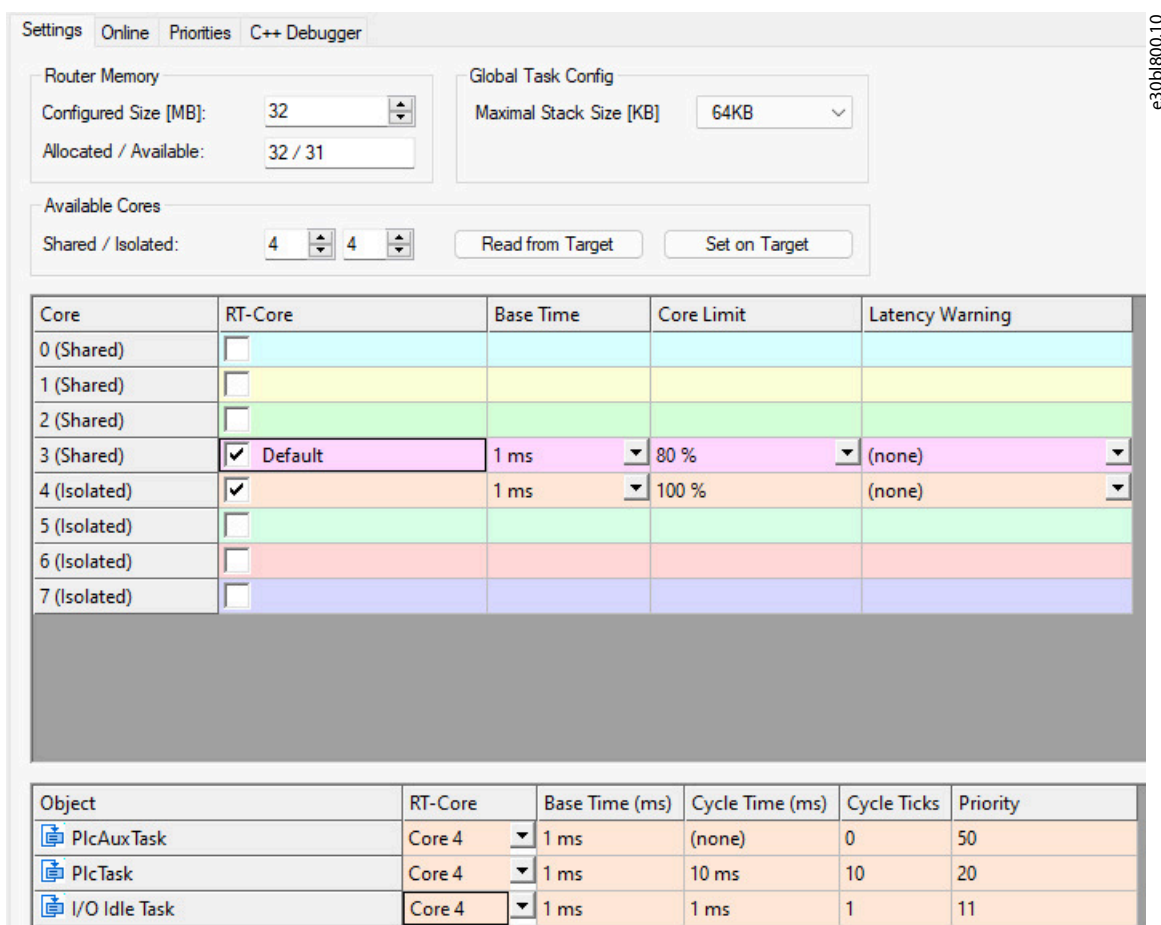 Settings Online Priorities C++ Debugger
e30bl800.10
Router Memory Global Task Config
Configured Size [MB]: 32 Maximal Stack Size [KB] 64KB
Allocated / Available: 32 / 31
Available Cores
Shared / Isolated: 4 4 Read from Target Set on Target
Core RT-Core Base Time Core Limit Latency Warning
0 (Shared)
1 (Shared)
2 (Shared)
3 (Shared) Default 1 ms 80 % (none)
4 (Isolated) 1 ms 100 % (none)
5 (Isolated)
6 (Isolated)
7 (Isolated)
Object RT-Core Base Time (ms) Cycle Time (ms) Cycle Ticks Priority
PlcAuxTask Core 4 1 ms (none) 0 50
PlcTask Core 4 1 ms 10 ms 10 20
I/O Idle Task Core 4 1 ms 1 ms 1 11